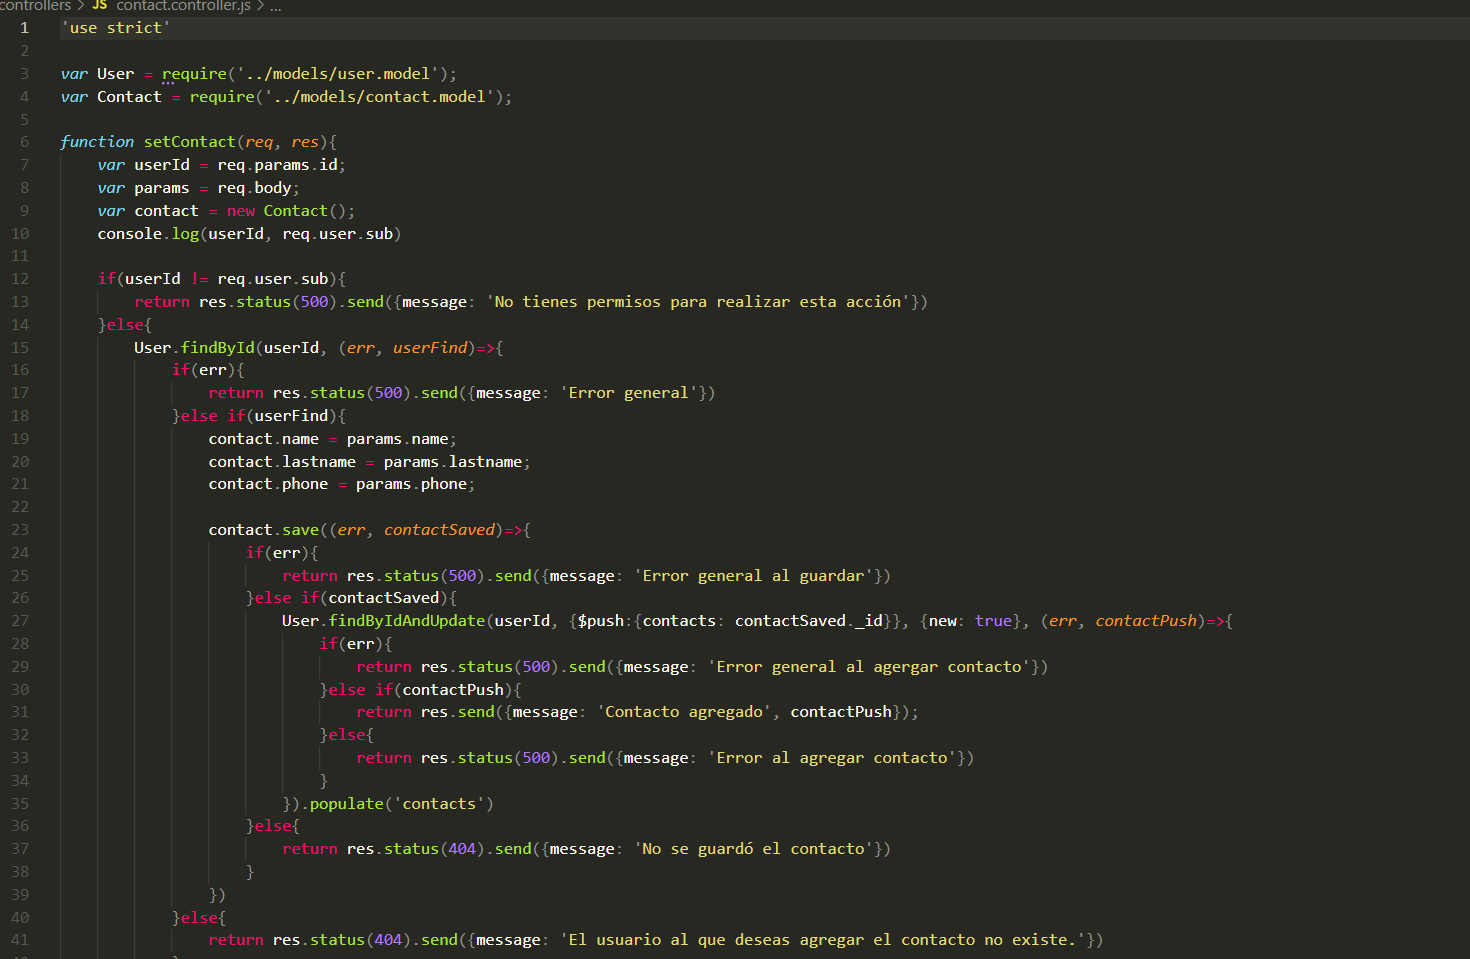 controllers > JS contact.controller.js > ...
1 'use strict'
2
3 var User = require('../models/user.model');
4 var Contact = require('../models/contact.model');
5
6 function setContact(req, res){
7 var userId = req.params.id;
8 var params = req.body;
9 var contact = new Contact();
10 console.log(userId, req.user.sub)
11
12 if(userId != req.user.sub){
13 return res.status(500).send({message: 'No tienes permisos para realizar esta acción'})
14 }else{
15 User.findById(userId, (err, userFind)=>{
16 if(err){
17 return res.status(500).send({message: 'Error general'})
18 }else if(userFind){
19 contact.name = params.name;
20 contact.lastname = params.lastname;
21 contact.phone = params.phone;
22
23 contact.save((err, contactSaved)=>{
24 if(err){
25 return res.status(500).send({message: 'Error general al guardar'})
26 }else if(contactSaved){
27 User.findByIdAndUpdate(userId, {$push:{contacts: contactSaved._id}}, {new: true}, (err, contactPush)=>{
28 if(err){
29 return res.status(500).send({message: 'Error general al agergar contacto'})
30 }else if(contactPush){
31 return res.send({message: 'Contacto agregado', contactPush});
32 }else{
33 return res.status(500).send({message: 'Error al agregar contacto'})
34 }
35 }).populate('contacts')
36 }else{
37 return res.status(404).send({message: 'No se guardó el contacto'})
38 }
39 })
40 }else{
41 return res.status(404).send({message: 'El usuario al que deseas agregar el contacto no existe.'})